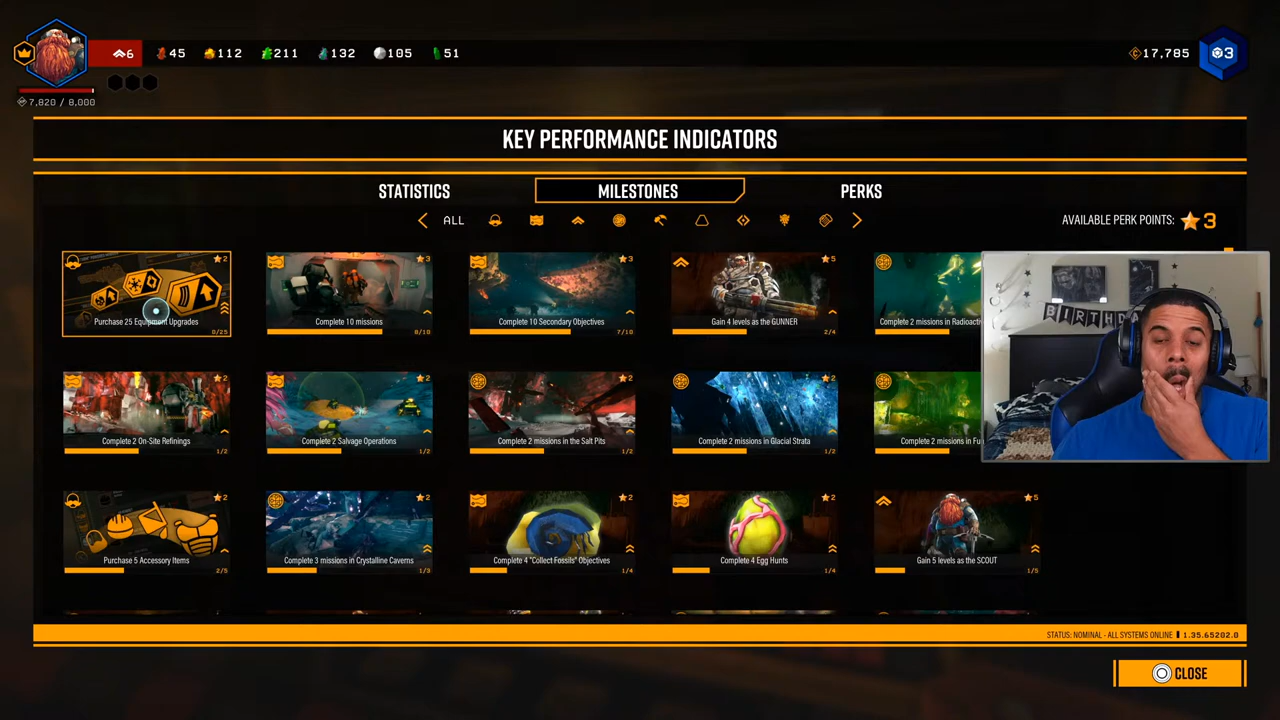 6 45 112 211 132 105 51 17,785 3
7,820 / 8,000
KEY PERFORMANCE INDICATORS
STATISTICS MILESTONES PERKS
ALL AVAILABLE PERK POINTS: 3
2 3 3 5
Purchase 25 Equipment Upgrades Complete 10 missions Complete 10 Secondary Objectives Gain 4 levels as the GUNNER Complete 2 missions in Radioacti
0/25 8/10 7/10 2/4
BIRTHDA
2 2 2 2
Complete 2 On-Site Refinings Complete 2 Salvage Operations Complete 2 missions in the Salt Pits Complete 2 missions in Glacial Strata Complete 2 missions in Fu
1/2 1/2 1/2 1/2
2 2 2 2 5
Purchase 5 Accessory Items Complete 3 missions in Crystalline Caverns Complete 4 "Collect Fossils" Objectives Complete 4 Egg Hunts Gain 5 levels as the SCOUT
2/5 1/3 1/4 1/4 1/5
STATUS: NOMINAL - ALL SYSTEMS ONLINE 1.35.65202.0
CLOSE